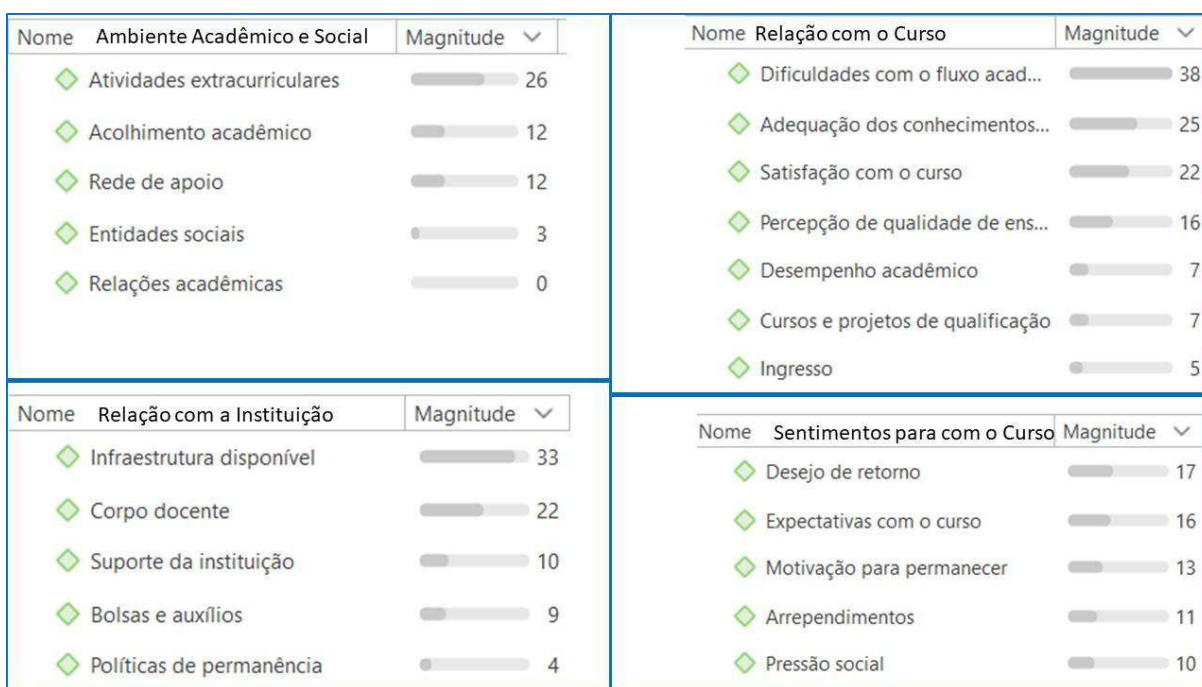 Nome Ambiente Acadêmico e Social Magnitude
Atividades extracurriculares 26
Acolhimento acadêmico 12
Rede de apoio 12
Entidades sociais 3
Relações acadêmicas 0
Nome Relação com o Curso Magnitude
Dificuldades com o fluxo acad... 38
Adequação dos conhecimentos... 25
Satisfação com o curso 22
Percepção de qualidade de ens... 16
Desempenho acadêmico 7
Cursos e projetos de qualificação 7
Ingresso 5
Nome Relação com a Instituição Magnitude
Infraestrutura disponível 33
Corpo docente 22
Suporte da instituição 10
Bolsas e auxílios 9
Políticas de permanência 4
Nome Sentimentos para com o Curso Magnitude
Desejo de retorno 17
Expectativas com o curso 16
Motivação para permanecer 13
Arrependimentos 11
Pressão social 10